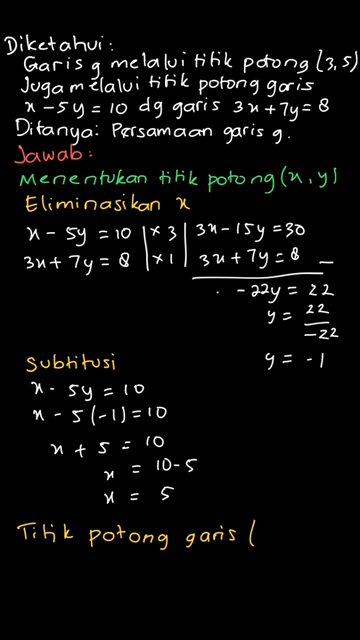 Diketahui:
Garis g melalui titik potong (3,5)
Juga melalui titik potong garis
x - 5y = 10 dg garis 3x + 7y = 8
Ditanya: Persamaan garis g.
Jawab:
Menentukan titik potong (x, y)
Eliminasikan x
x - 5y = 10 | × 3 | 3x - 15y = 30
3x + 7y = 8 | × 1 | 3x + 7y = 8 -
-22y = 22
y = 22/-22
y = -1
Subtitusi
x - 5y = 10
x - 5(-1) = 10
x + 5 = 10
x = 10 - 5
x = 5
Titik potong garis (